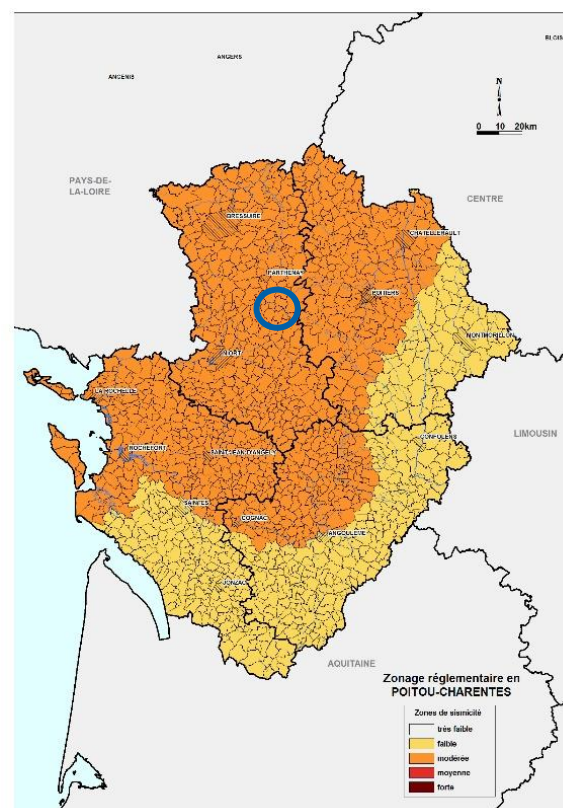 BLOIS
ANGERS
ANCENIS
N
0 10 20km
PAYS-DE-
LA-LOIRE
CENTRE
BRESSUIRE
CHATELLERAULT
PARTHENAY
POITIERS
MONTMORILLON
NIORT
LA ROCHELLE
LIMOUSIN
CONFOLENS
ROCHEFORT
SAINT-JEAN-D'ANGELY
SAINTES
COGNAC
ANGOULEME
JONZAC
AQUITAINE
Zonage réglementaire en
POITOU-CHARENTES
Zones de sismicité
très faible
faible
modérée
moyenne
forte